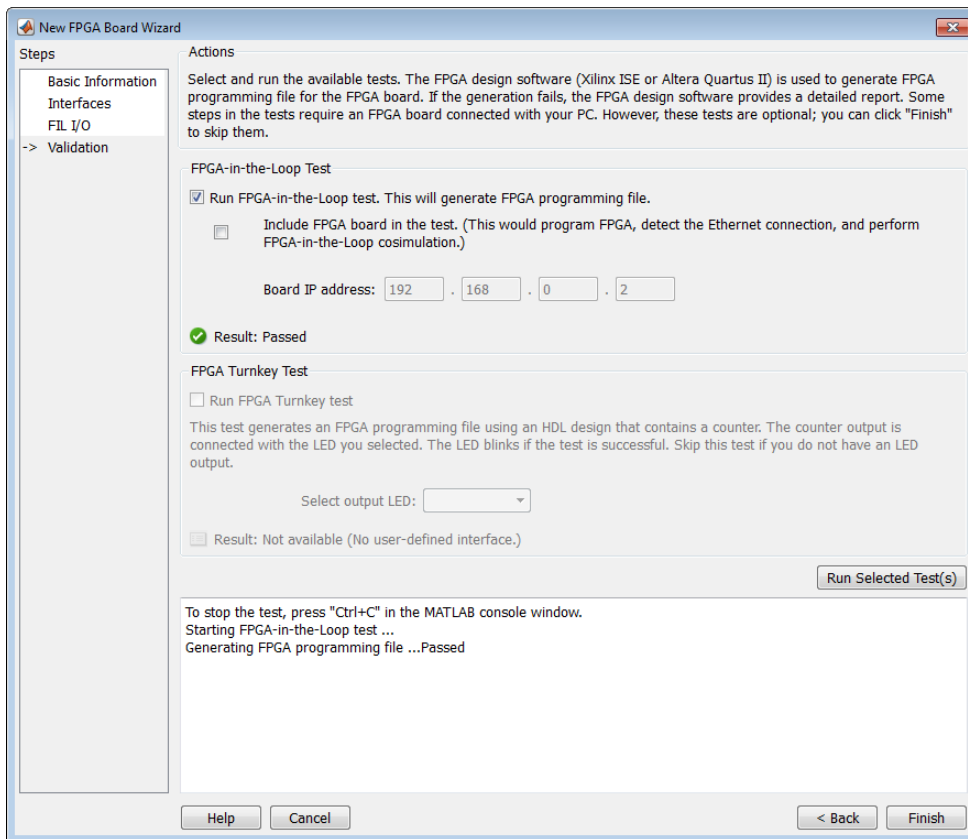 New FPGA Board Wizard
Steps
Basic Information
Interfaces
FIL I/O
-> Validation
Actions
Select and run the available tests. The FPGA design software (Xilinx ISE or Altera Quartus II) is used to generate FPGA
programming file for the FPGA board. If the generation fails, the FPGA design software provides a detailed report. Some
steps in the tests require an FPGA board connected with your PC. However, these tests are optional; you can click "Finish"
to skip them.
FPGA-in-the-Loop Test
Run FPGA-in-the-Loop test. This will generate FPGA programming file.
Include FPGA board in the test. (This would program FPGA, detect the Ethernet connection, and perform
FPGA-in-the-Loop cosimulation.)
Board IP address: 192 . 168 . 0 . 2
Result: Passed
FPGA Turnkey Test
Run FPGA Turnkey test
This test generates an FPGA programming file using an HDL design that contains a counter. The counter output is
connected with the LED you selected. The LED blinks if the test is successful. Skip this test if you do not have an LED
output.
Select output LED:
Result: Not available (No user-defined interface.)
Run Selected Test(s)
To stop the test, press "Ctrl+C" in the MATLAB console window.
Starting FPGA-in-the-Loop test ...
Generating FPGA programming file ...Passed
Help Cancel < Back Finish